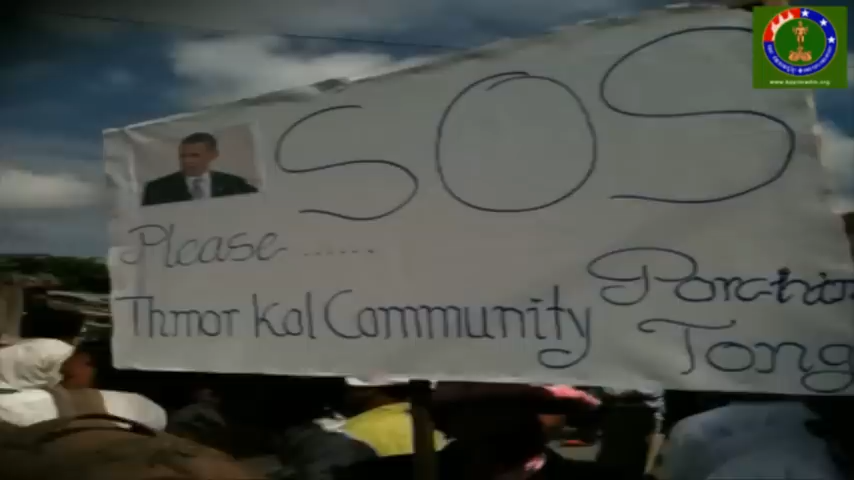 SOS
Please ......
Thmor Kol Community
Tong